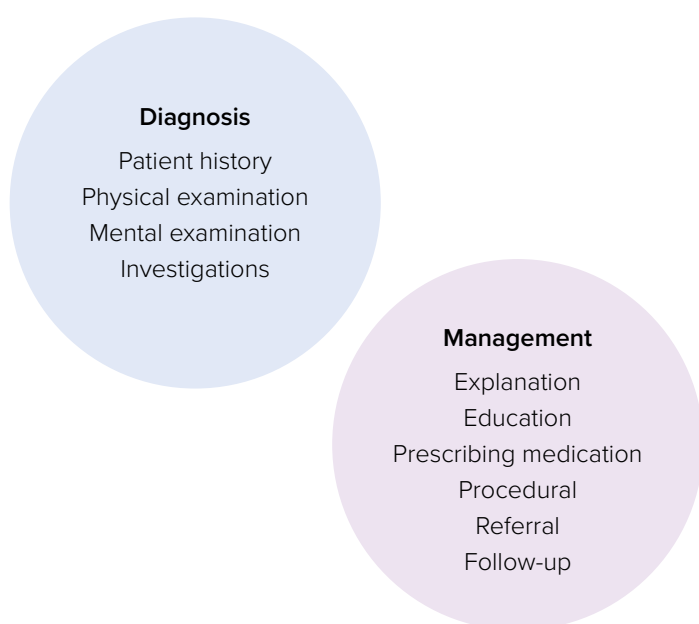 Diagnosis
Patient history
Physical examination
Mental examination
Investigations
Management
Explanation
Education
Prescribing medication
Procedural
Referral
Follow-up